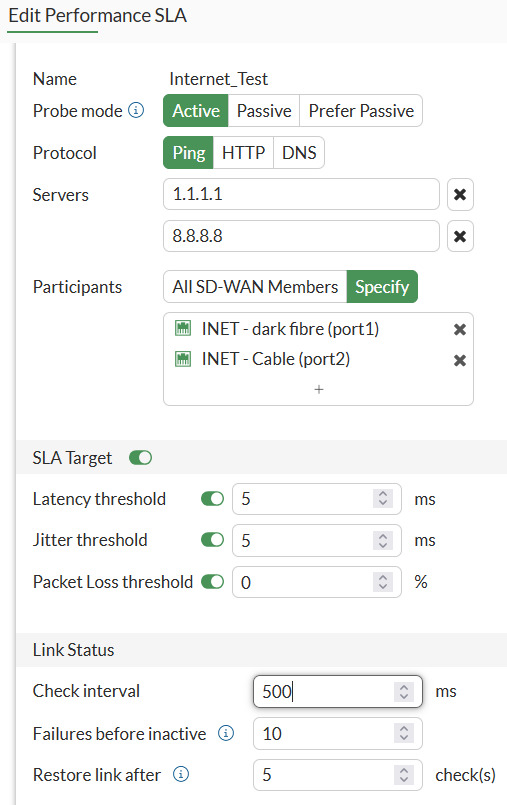 Edit Performance SLA
Name Internet_Test
Probe mode Active Passive Prefer Passive
Protocol Ping HTTP DNS
Servers 1.1.1.1
8.8.8.8
Participants All SD-WAN Members Specify
INET - dark fibre (port1)
INET - Cable (port2)
+
SLA Target
Latency threshold 5 ms
Jitter threshold 5 ms
Packet Loss threshold 0 %
Link Status
Check interval 500 ms
Failures before inactive 10
Restore link after 5 check(s)